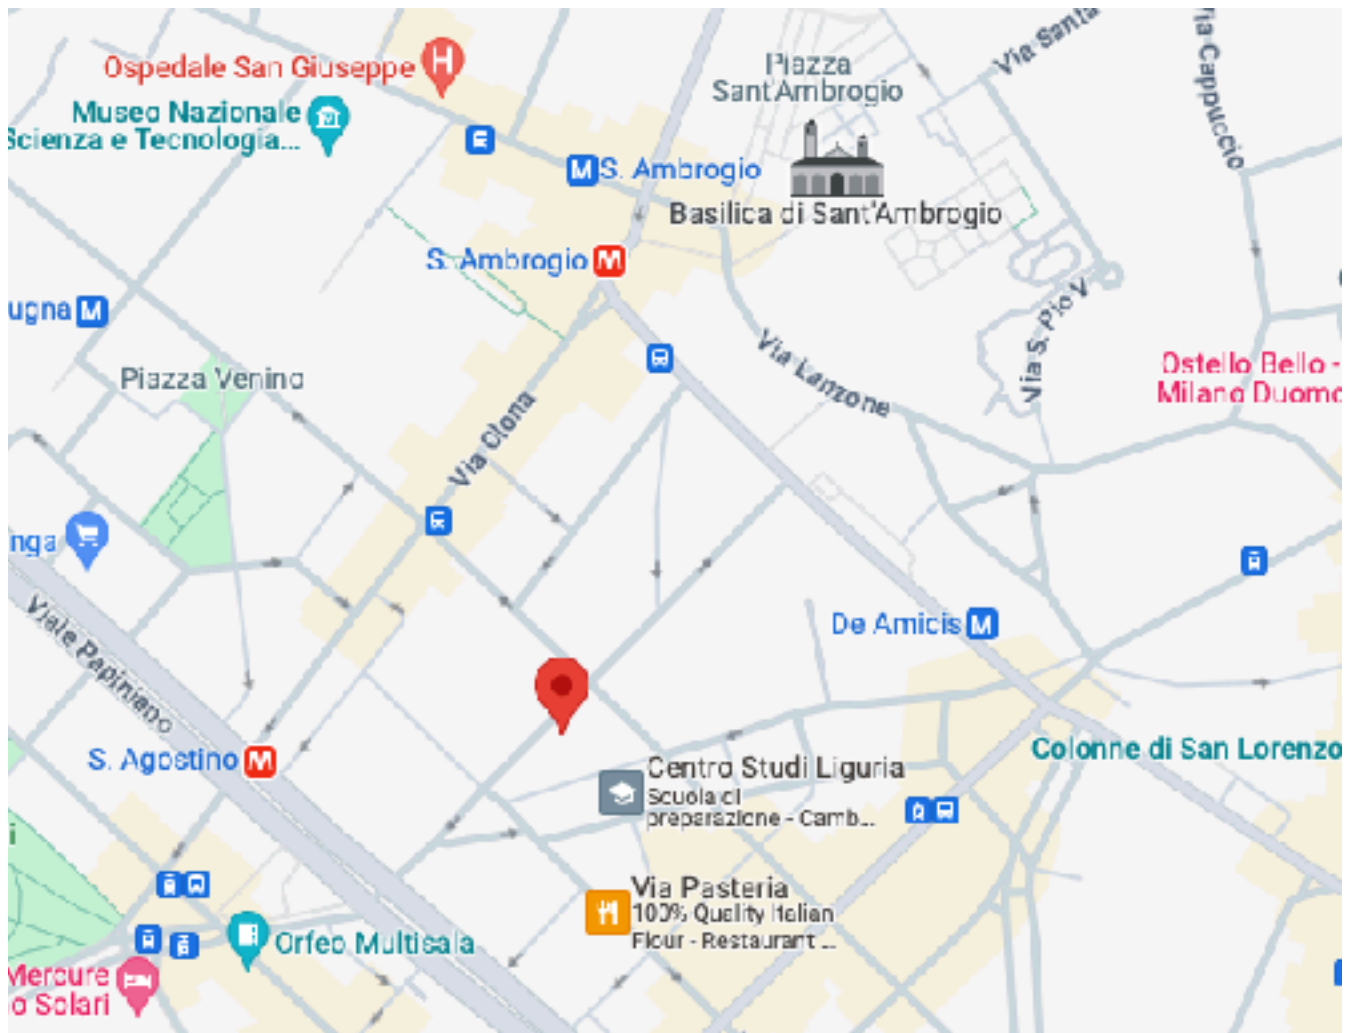 Ospedale San Giuseppe
Museo Nazionale
Scienza e Tecnologia...
Piazza
Sant'Ambrogio
Via Santa
Via Cappuccio
M S. Ambrogio
Basilica di Sant'Ambrogio
S. Ambrogio M
ugna M
Via S. Pio V
Piazza Venino
Via Lanzone
Ostello Bello -
Milano Duomo
Via Clona
nga
Viale Papiniano
De Amicis M
S. Agostino M
Colonne di San Lorenzo
Centro Studi Liguria
Scuola di
preparazione - Camb...
i
Via Pasteria
100% Quality Italian
Flour - Restaurant ...
Orfeo Multisala
Mercure
o Solari
H